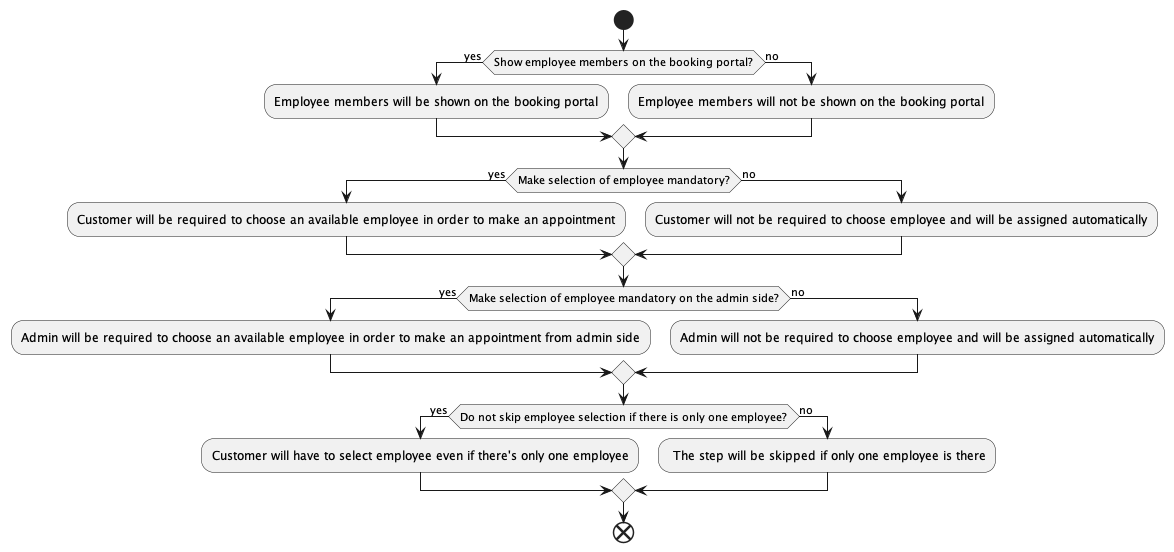 yes
Show employee members on the booking portal?
no
Employee members will be shown on the booking portal
Employee members will not be shown on the booking portal
yes
Make selection of employee mandatory?
no
Customer will be required to choose an available employee in order to make an appointment
Customer will not be required to choose employee and will be assigned automatically
yes
Make selection of employee mandatory on the admin side?
no
Admin will be required to choose an available employee in order to make an appointment from admin side
Admin will not be required to choose employee and will be assigned automatically
yes
Do not skip employee selection if there is only one employee?
no
Customer will have to select employee even if there's only one employee
The step will be skipped if only one employee is there